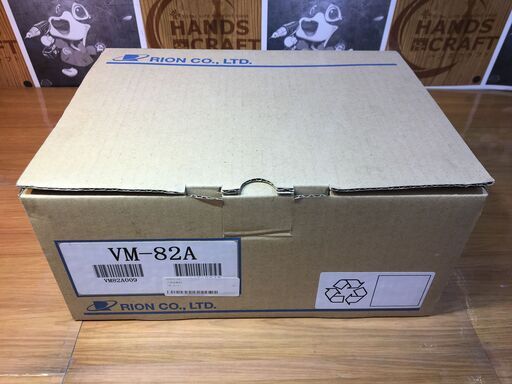 HANDS
CRAFT
HANDS
CRAFT
RION CO., LTD.
VM-82A
VM82A009
RION CO., LTD.